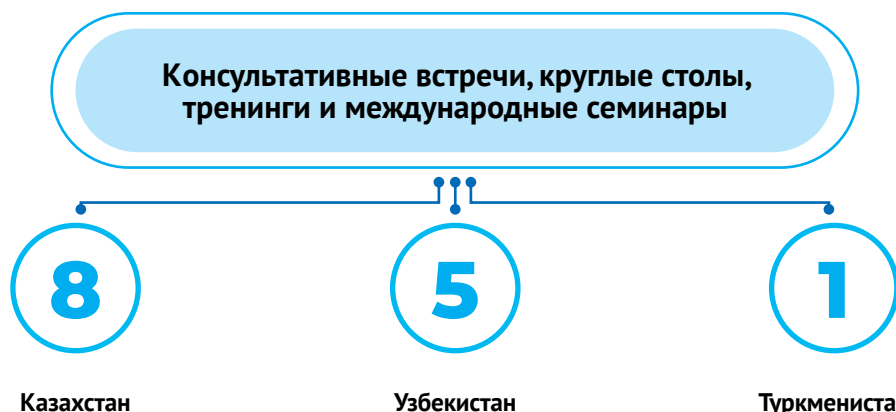 Консультативные встречи, круглые столы,
тренинги и международные семинары
8 5 1
Казахстан Узбекистан Туркмениста